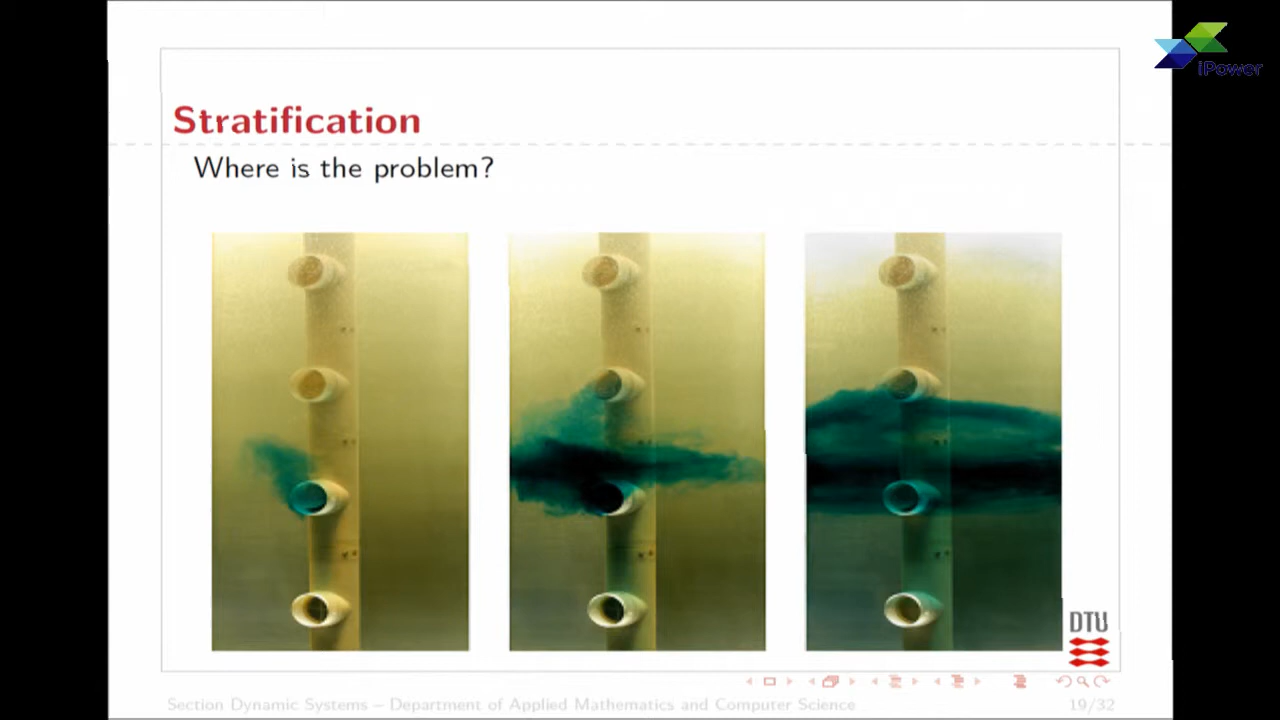 iPower
Stratification
Where is the problem?
DTU
Section Dynamic Systems – Department of Applied Mathematics and Computer Science
19/32